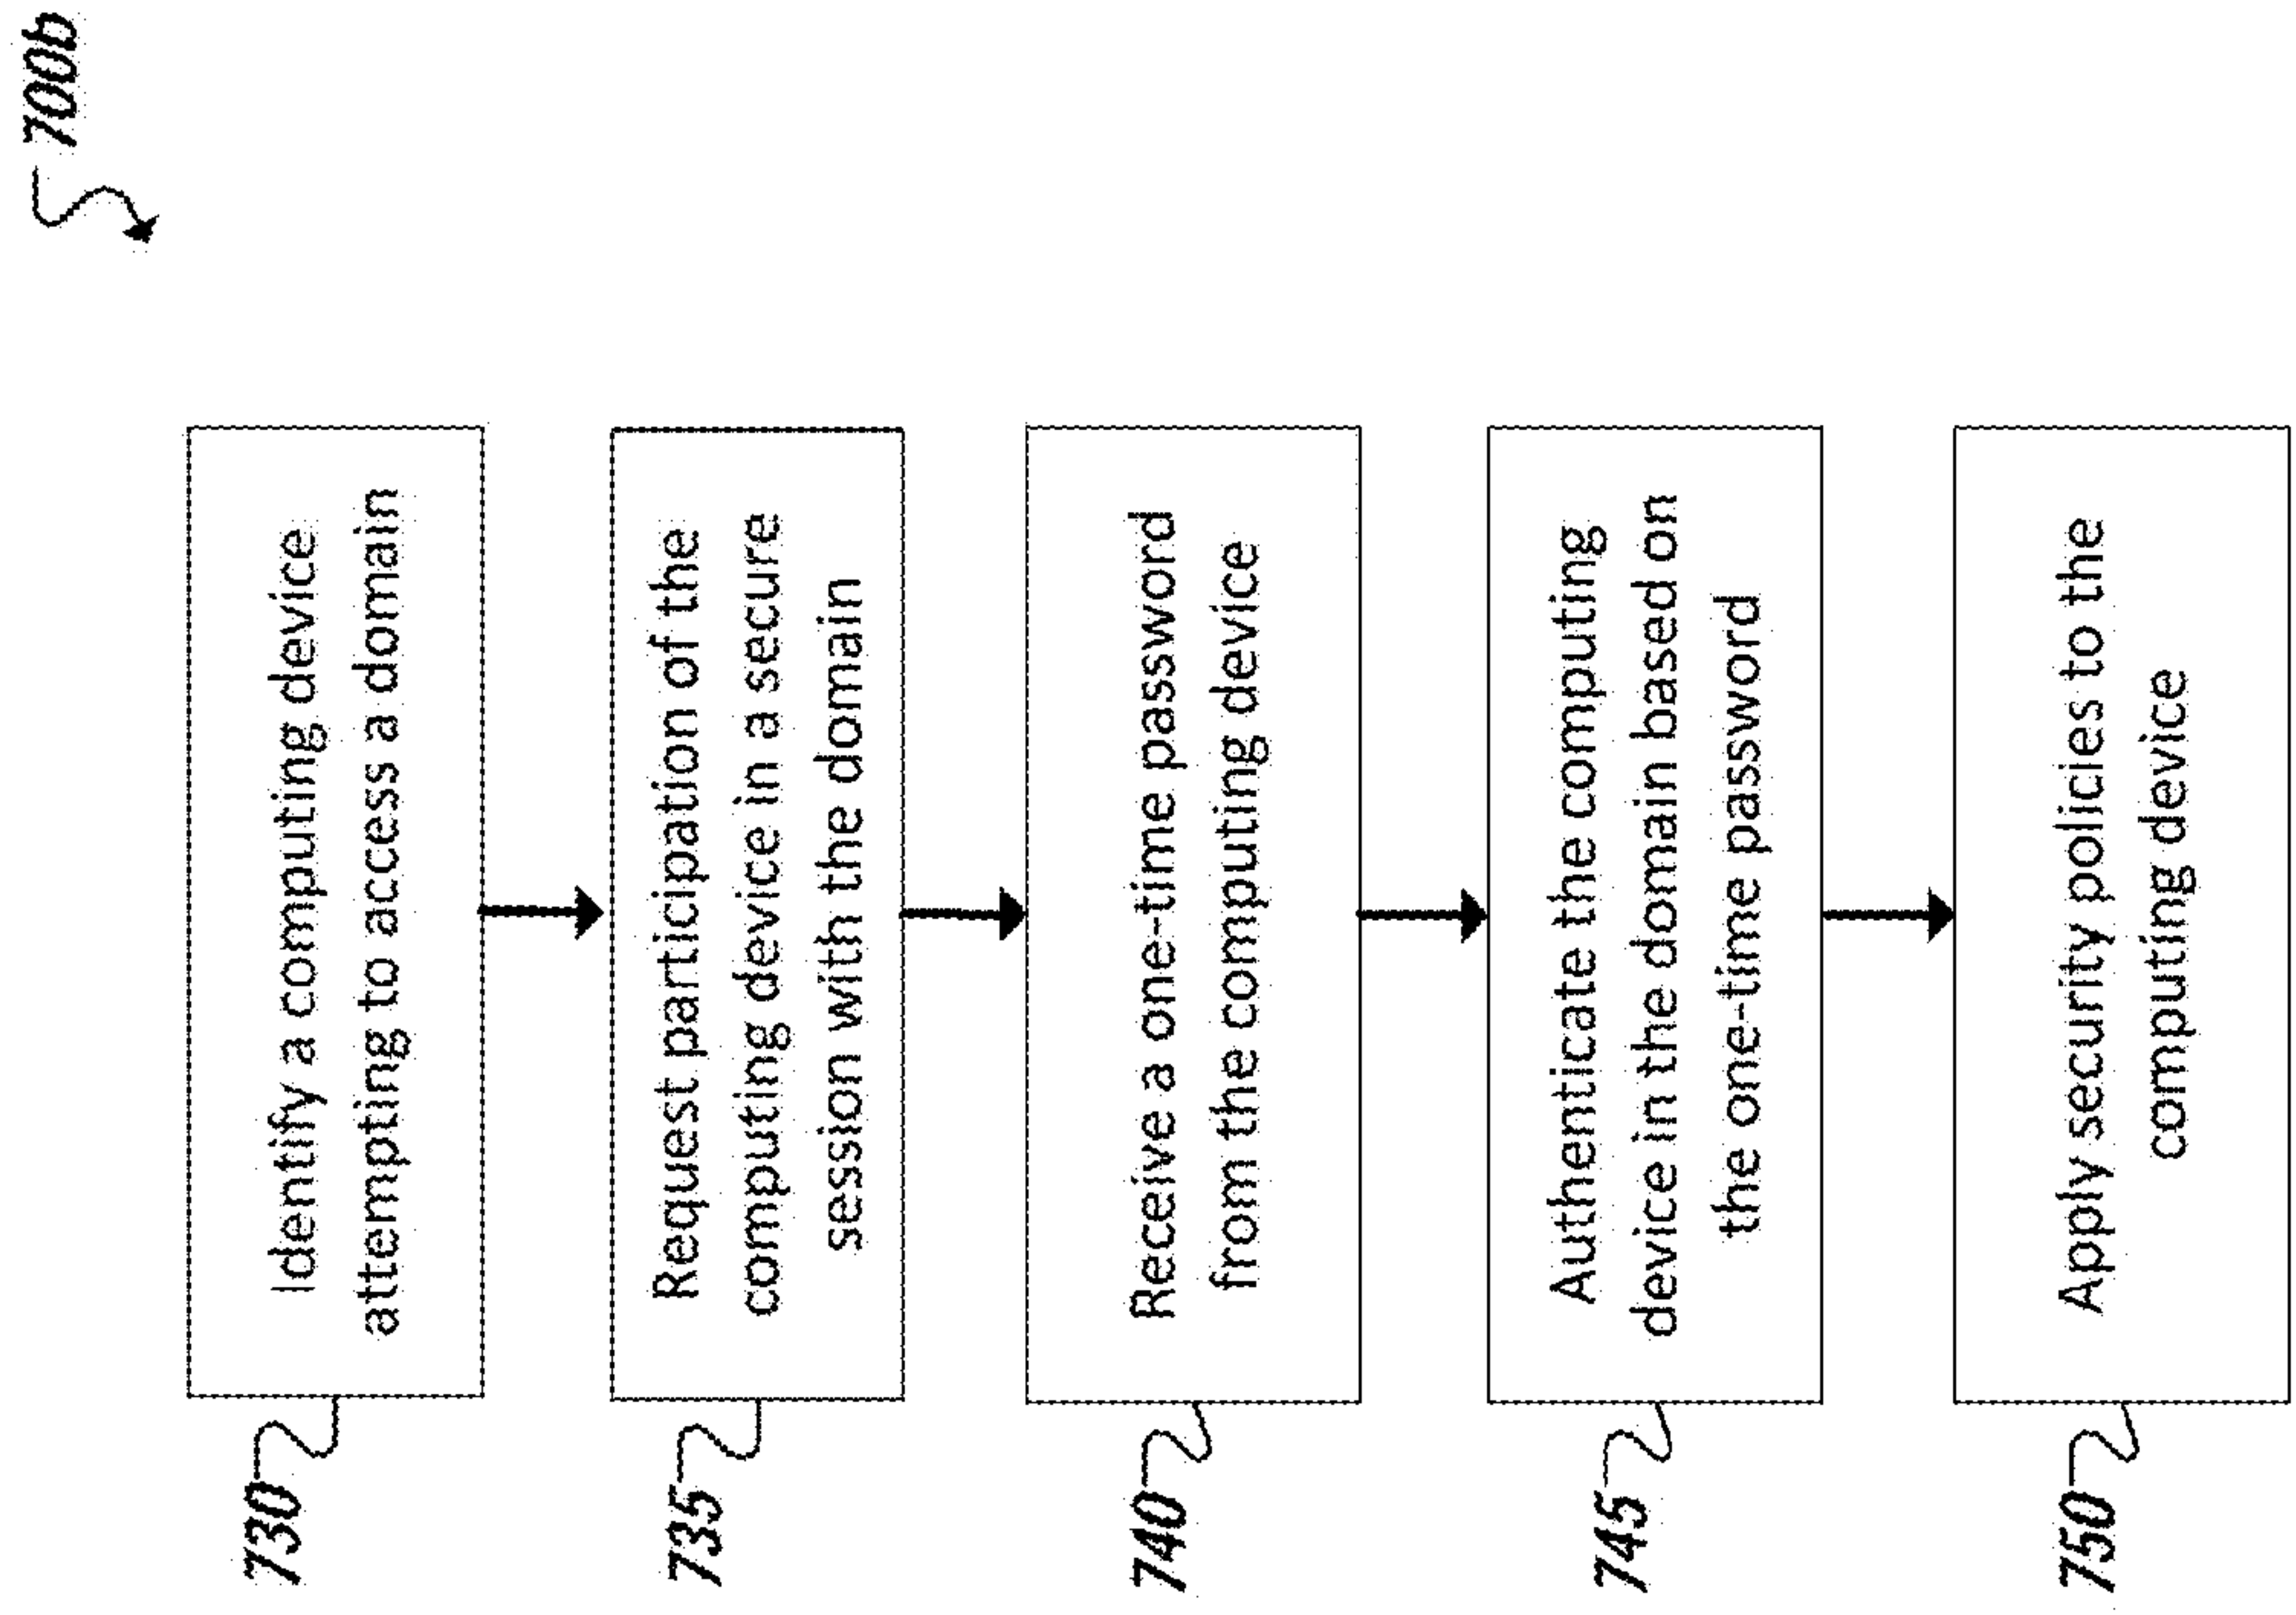 700b
730
Identify a computing device
attempting to access a domain
735
Request participation of the
computing device in a secure
session with the domain
740
Receive a one-time password
from the computing device
745
Authenticate the computing
device in the domain based on
the one-time password
750
Apply security policies to the
computing device